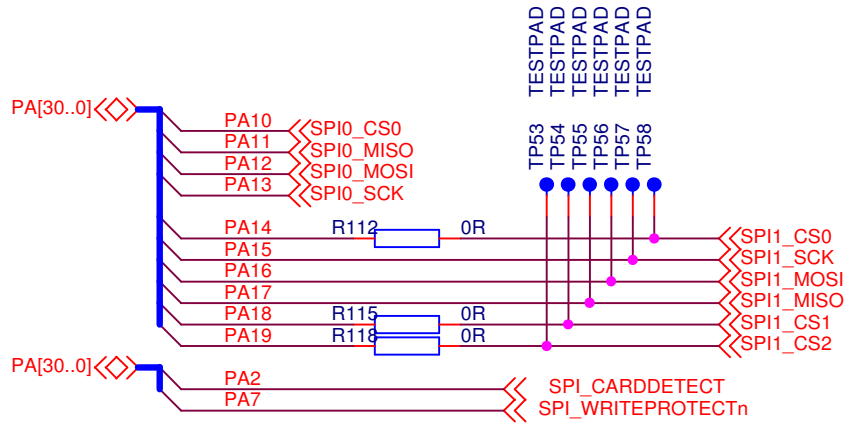 TESTPAD
TESTPAD
TESTPAD
TESTPAD
TESTPAD
TESTPAD
TP53
TP54
TP55
TP56
TP57
TP58
PA[30..0]
PA10 SPI0_CS0
PA11 SPI0_MISO
PA12 SPI0_MOSI
PA13 SPI0_SCK
PA14 R112 0R SPI1_CS0
PA15 SPI1_SCK
PA16 SPI1_MOSI
PA17 SPI1_MISO
PA18 R115 0R SPI1_CS1
PA19 R118 0R SPI1_CS2
PA[30..0]
PA2 SPI_CARDDETECT
PA7 SPI_WRITEPROTECTn